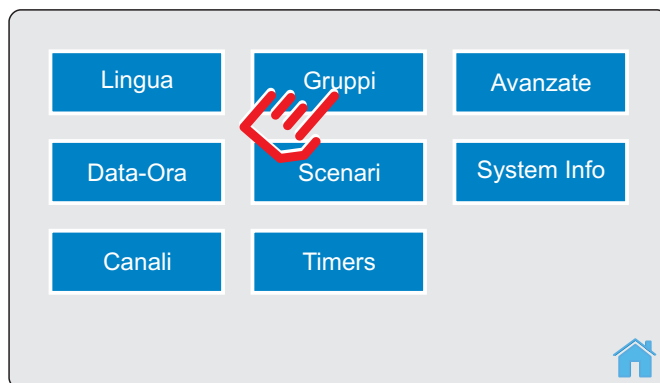 Lingua
Gruppi
Avanzate
Data-Ora
Scenari
System Info
Canali
Timers